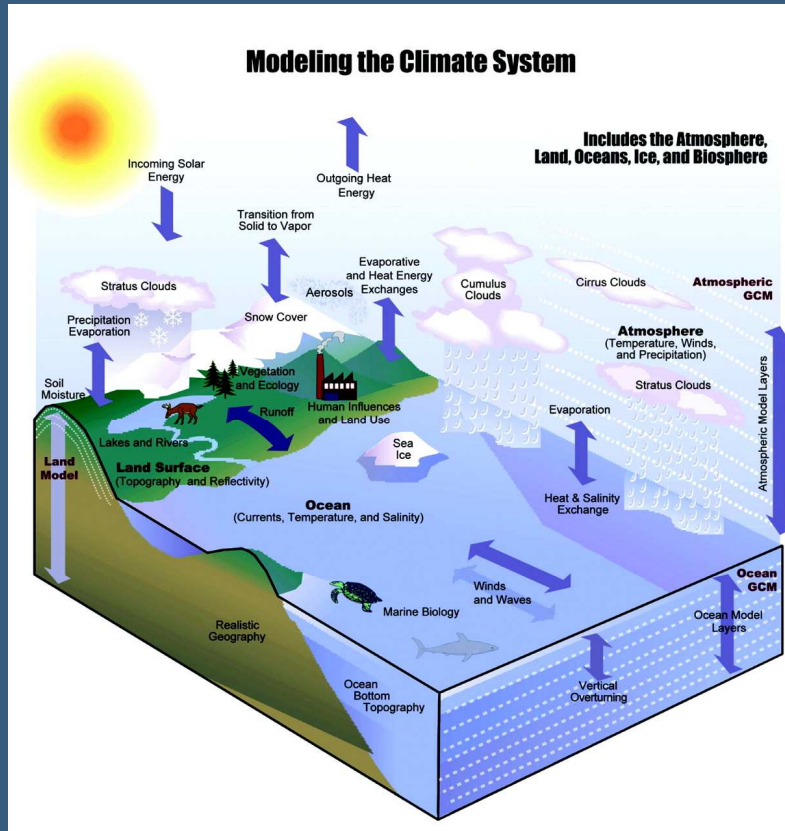 Modeling the Climate System
Includes the Atmosphere,
Land, Oceans, Ice, and Biosphere
Incoming Solar
Energy
Outgoing Heat
Energy
Transition from
Solid to Vapor
Stratus Clouds
Snow Cover
Aerosols
Evaporative
and Heat Energy
Exchanges
Cumulus
Clouds
Cirrus Clouds
Atmospheric
GCM
Precipitation
Evaporation
Atmosphere
(Temperature, Winds,
and Precipitation)
Stratus Clouds
Atmospheric Model Layers
Soil
Moisture
Vegetation
and Ecology
Human Influences
and Land Use
Runoff
Lakes and Rivers
Land
Model
Land Surface
(Topography and Reflectivity)
Sea
Ice
Evaporation
Heat & Salinity
Exchange
Ocean
(Currents, Temperature, and Salinity)
Winds
and Waves
Ocean
GCM
Ocean Model
Layers
Marine Biology
Realistic
Geography
Ocean
Bottom
Topography
Vertical
Overturning